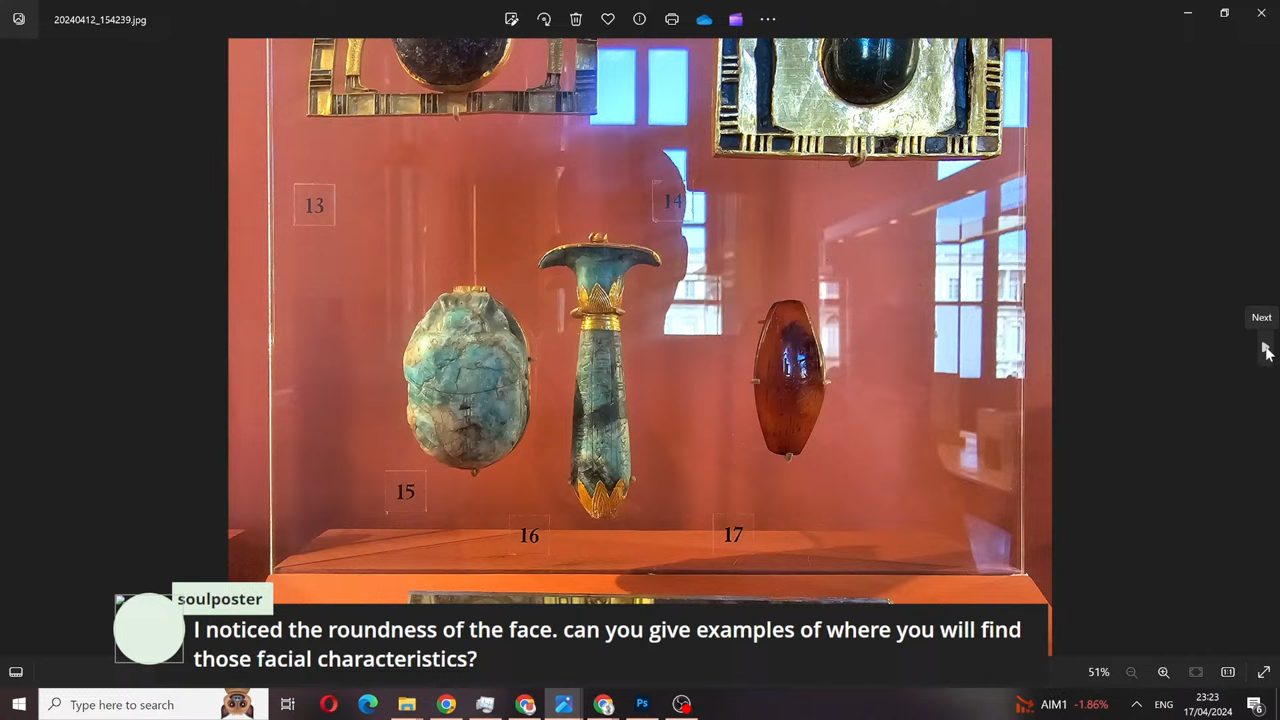 20240412_154239.jpg
13
14
15
16
17
Next
soulposter
I noticed the roundness of the face. can you give examples of where you will find
those facial characteristics?
51%
Type here to search
Ps
AIM1 -1.86%
ENG
23:23
17/04/2024
6